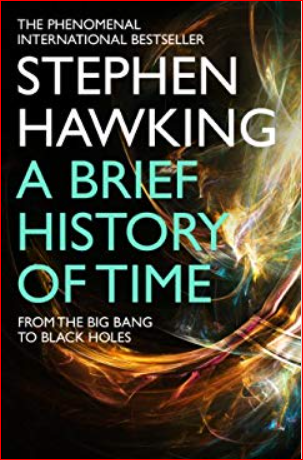 THE PHENOMENAL
INTERNATIONAL BESTSELLER
STEPHEN
HAWKING
A BRIEF
HISTORY
OF TIME
FROM THE BIG BANG
TO BLACK HOLES